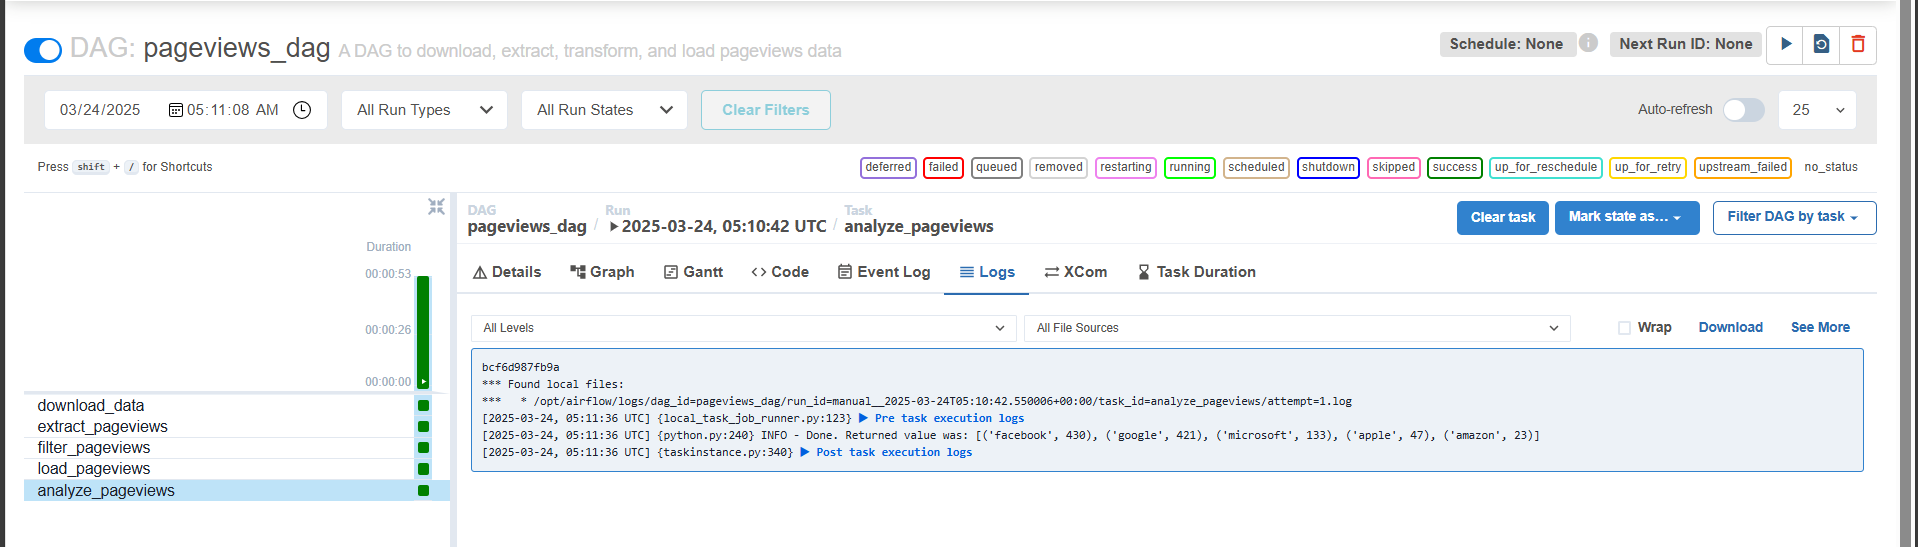 DAG: pageviews_dag A DAG to download, extract, transform, and load pageviews data
Schedule: None
Next Run ID: None
03/24/2025 05:11:08 AM
All Run Types
All Run States
Clear Filters
Auto-refresh
25
Press shift + / for Shortcuts
deferred failed queued removed restarting running scheduled shutdown skipped success up_for_reschedule up_for_retry upstream_failed no_status
Duration
00:00:53
00:00:26
00:00:00
download_data
extract_pageviews
filter_pageviews
load_pageviews
analyze_pageviews
DAG
pageviews_dag
/
Run
2025-03-24, 05:10:42 UTC
/
Task
analyze_pageviews
Clear task
Mark state as...
Filter DAG by task
Details
Graph
Gantt
Code
Event Log
Logs
XCom
Task Duration
All Levels
All File Sources
Wrap
Download
See More
bcf6d987fb9a
*** Found local files:
***   * /opt/airflow/logs/dag_id=pageviews_dag/run_id=manual__2025-03-24T05:10:42.550006+00:00/task_id=analyze_pageviews/attempt=1.log
[2025-03-24, 05:11:36 UTC] {local_task_job_runner.py:123} ▶ Pre task execution logs
[2025-03-24, 05:11:36 UTC] {python.py:240} INFO - Done. Returned value was: [('facebook', 430), ('google', 421), ('microsoft', 133), ('apple', 47), ('amazon', 23)]
[2025-03-24, 05:11:36 UTC] {taskinstance.py:340} ▶ Post task execution logs